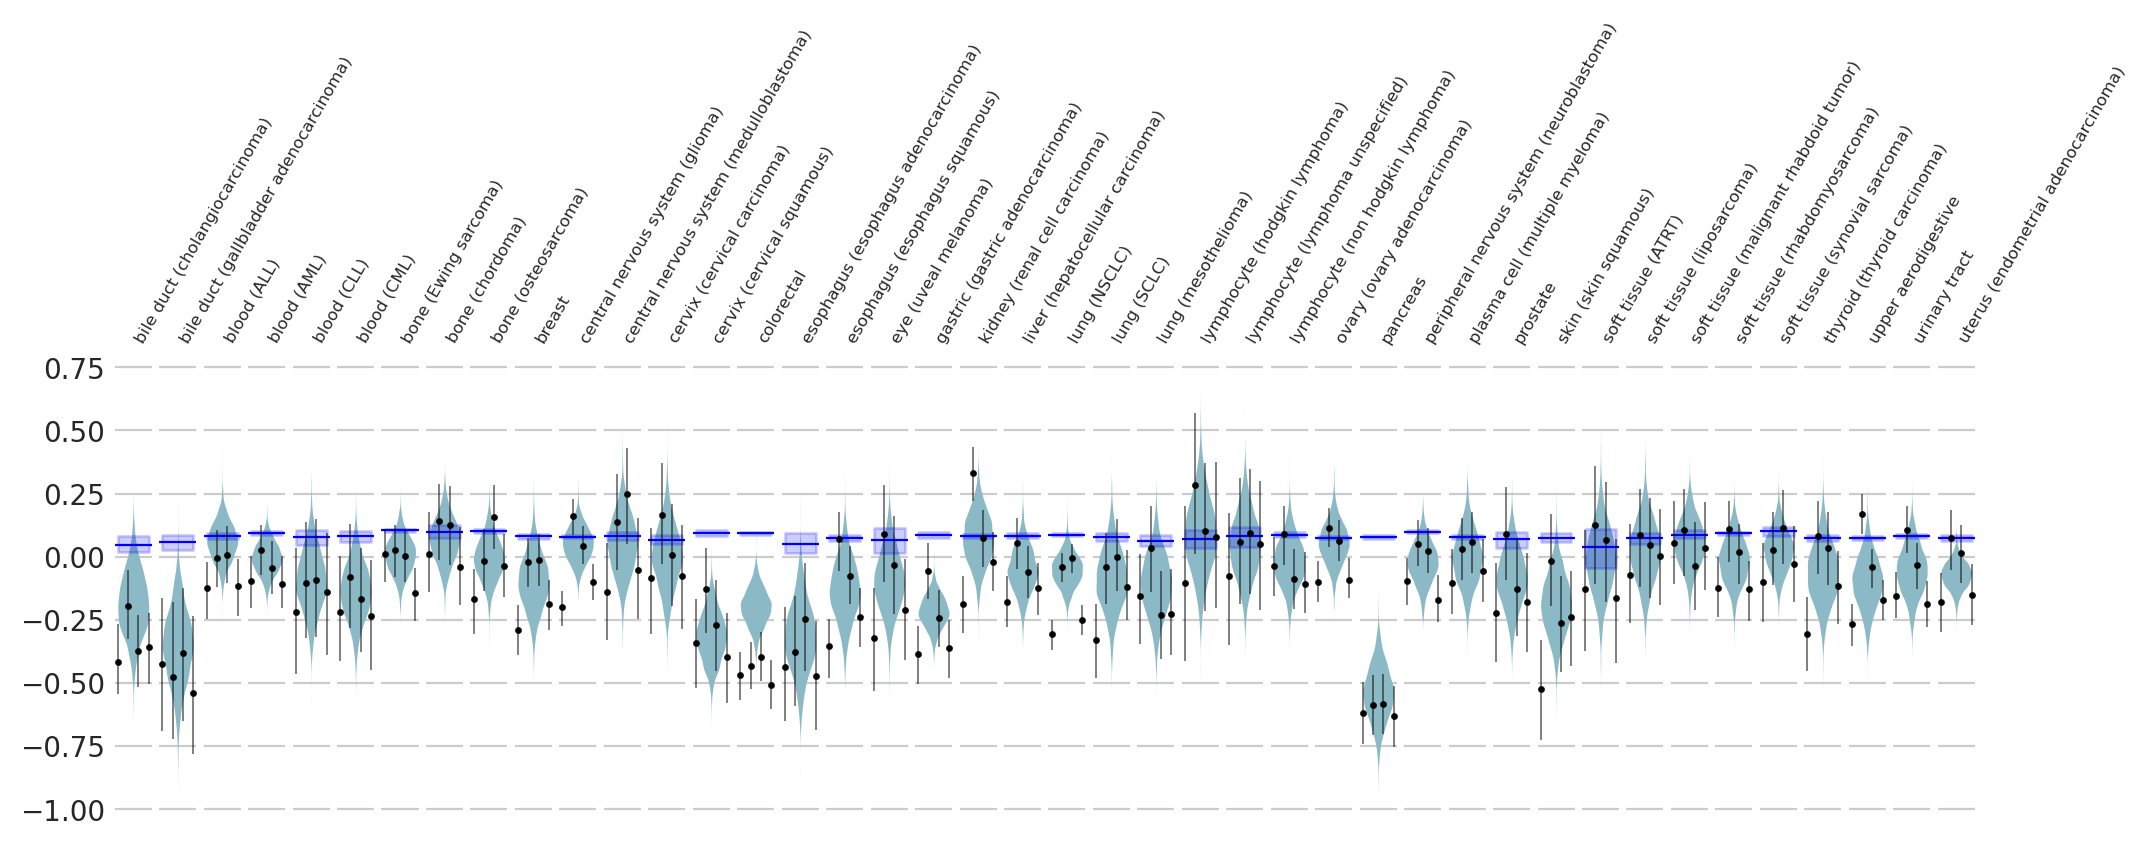 bile duct (cholangiocarcinoma)
bile duct (gallbladder adenocarcinoma)
blood (ALL)
blood (AML)
blood (CLL)
blood (CML)
bone (Ewing sarcoma)
bone (chordoma)
bone (osteosarcoma)
breast
central nervous system (glioma)
central nervous system (medulloblastoma)
cervix (cervical carcinoma)
cervix (cervical squamous)
colorectal
esophagus (esophagus adenocarcinoma)
esophagus (esophagus squamous)
eye (uveal melanoma)
gastric (gastric adenocarcinoma)
kidney (renal cell carcinoma)
liver (hepatocellular carcinoma)
lung (NSCLC)
lung (SCLC)
lung (mesothelioma)
lymphocyte (hodgkin lymphoma)
lymphocyte (lymphoma unspecified)
lymphocyte (non hodgkin lymphoma)
ovary (ovary adenocarcinoma)
pancreas
peripheral nervous system (neuroblastoma)
plasma cell (multiple myeloma)
prostate
skin (skin squamous)
soft tissue (ATRT)
soft tissue (liposarcoma)
soft tissue (malignant rhabdoid tumor)
soft tissue (rhabdomyosarcoma)
soft tissue (synovial sarcoma)
thyroid (thyroid carcinoma)
upper aerodigestive
urinary tract
uterus (endometrial adenocarcinoma)
0.75
0.50
0.25
0.00
−0.25
−0.50
−0.75
−1.00